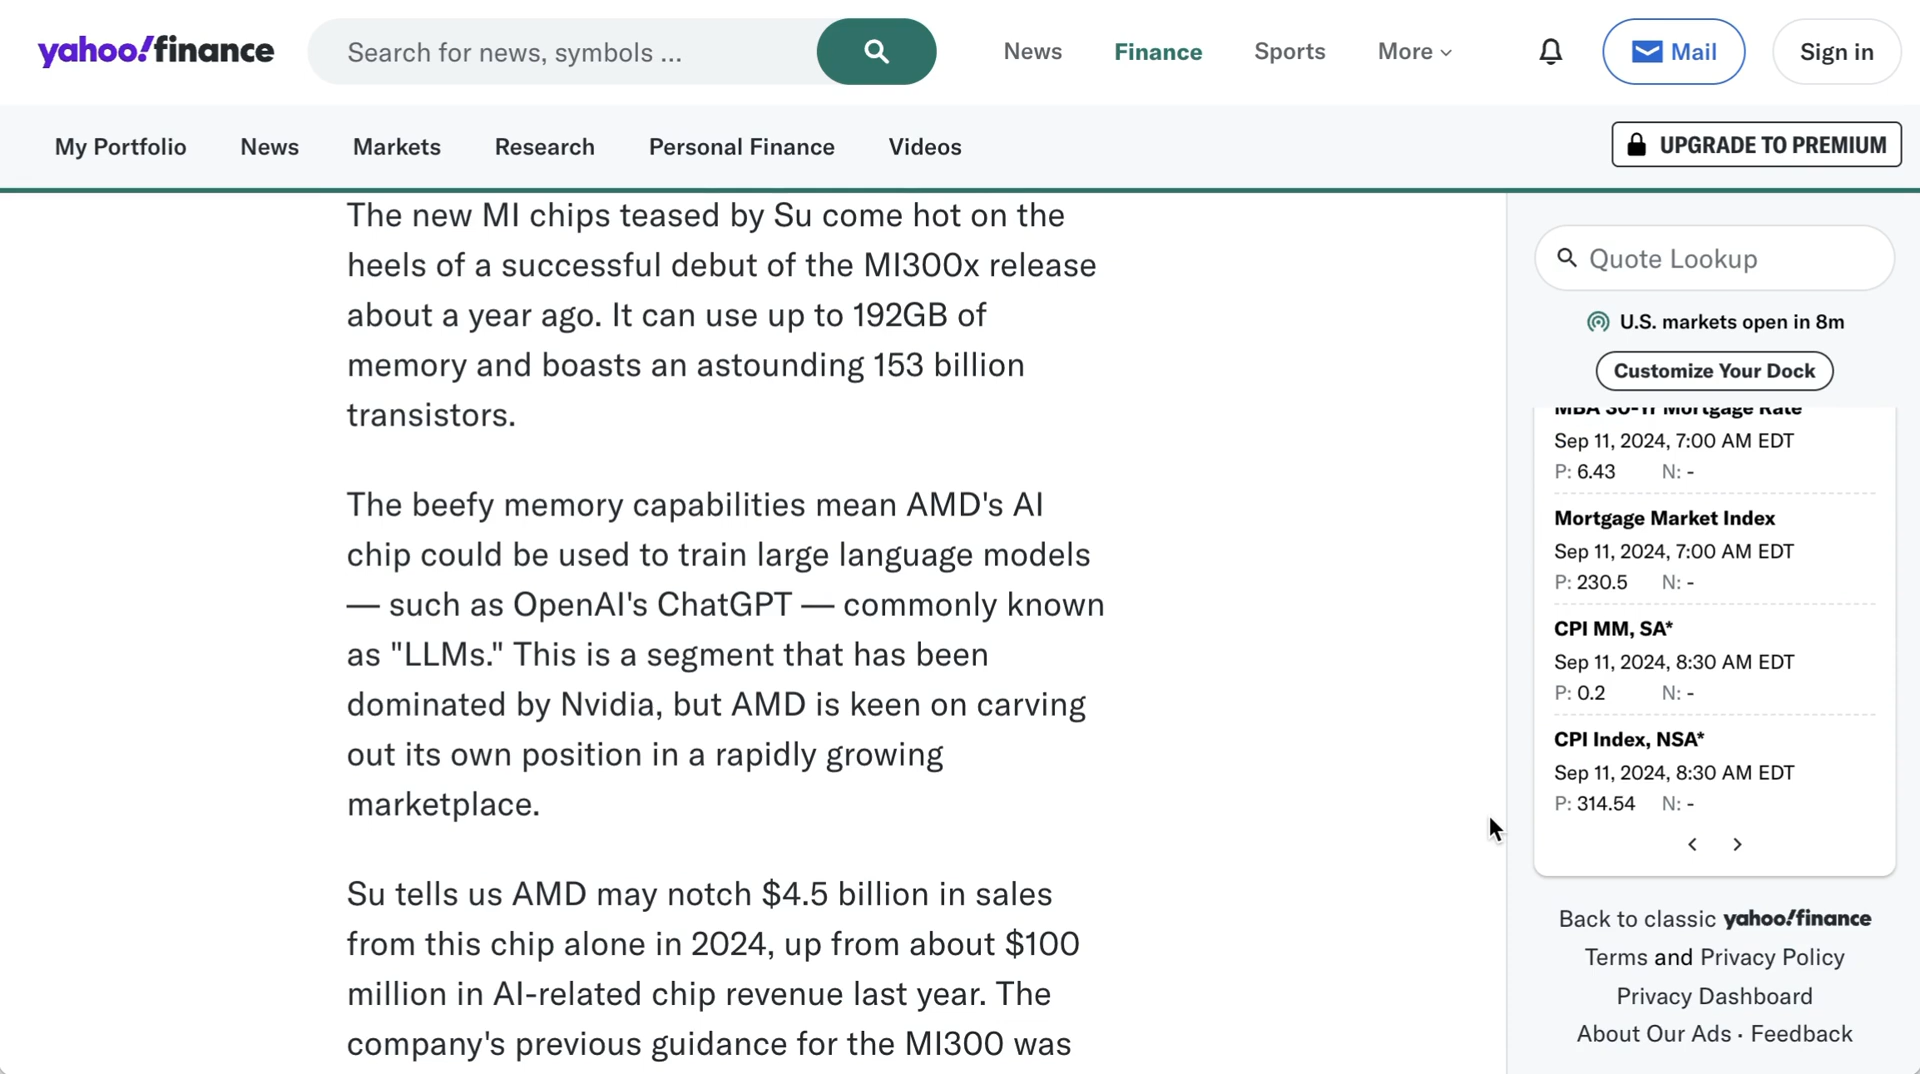 yahoo!finance
Search for news, symbols ...
News
Finance
Sports
More
Mail
Sign in
My Portfolio
News
Markets
Research
Personal Finance
Videos
UPGRADE TO PREMIUM
The new MI chips teased by Su come hot on the
heels of a successful debut of the MI300x release
about a year ago. It can use up to 192GB of
memory and boasts an astounding 153 billion
transistors.
The beefy memory capabilities mean AMD's AI
chip could be used to train large language models
— such as OpenAI's ChatGPT — commonly known
as "LLMs." This is a segment that has been
dominated by Nvidia, but AMD is keen on carving
out its own position in a rapidly growing
marketplace.
Su tells us AMD may notch $4.5 billion in sales
from this chip alone in 2024, up from about $100
million in AI-related chip revenue last year. The
company's previous guidance for the MI300 was
Quote Lookup
U.S. markets open in 8m
Customize Your Dock
MBA 30-Yr Mortgage Rate
Sep 11, 2024, 7:00 AM EDT
P: 6.43 N: -
Mortgage Market Index
Sep 11, 2024, 7:00 AM EDT
P: 230.5 N: -
CPI MM, SA*
Sep 11, 2024, 8:30 AM EDT
P: 0.2 N: -
CPI Index, NSA*
Sep 11, 2024, 8:30 AM EDT
P: 314.54 N: -
Back to classic yahoo!finance
Terms and Privacy Policy
Privacy Dashboard
About Our Ads · Feedback